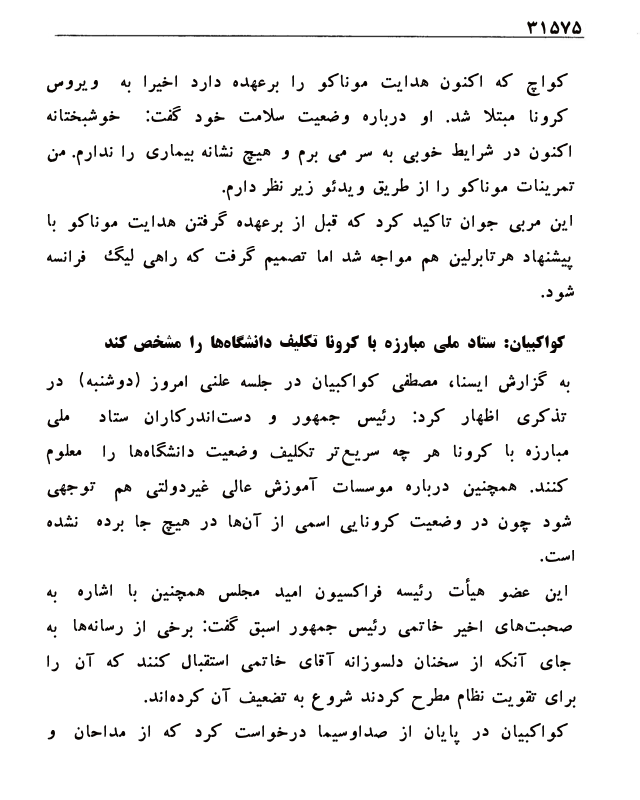 ۳۱۵۷۵
کواچ که اکنون هدایت موناکو را برعهده دارد اخیرا به ویروس
کرونا مبتلا شد. او درباره وضعیت سلامت خود گفت: خوشبختانه
اکنون در شرایط خوبی به سر می برم و هیچ نشانه بیماری را ندارم. من
تمرینات موناکو را از طریق ویدئو زیر نظر دارم.
این مربی جوان تاکید کرد که قبل از برعهده گرفتن هدایت موناکو با
پیشنهاد هرتابرلین هم مواجه شد اما تصمیم گرفت که راهی لیگ فرانسه
شود.
کواکبیان: ستاد ملی مبارزه با کرونا تکلیف دانشگاه‌ها را مشخص کند
به گزارش ایسنا، مصطفی کواکبیان در جلسه علنی امروز (دوشنبه) در
تذکری اظهار کرد: رئیس جمهور و دست‌اندرکاران ستاد ملی
مبارزه با کرونا هر چه سریع‌تر تکلیف وضعیت دانشگاه‌ها را معلوم
کنند. همچنین درباره موسسات آموزش عالی غیردولتی هم توجهی
شود چون در وضعیت کرونایی اسمی از آن‌ها در هیچ جا برده نشده
است.
این عضو هیأت رئیسه فراکسیون امید مجلس همچنین با اشاره به
صحبت‌های اخیر خاتمی رئیس جمهور اسبق گفت: برخی از رسانه‌ها به
جای آنکه از سخنان دلسوزانه آقای خاتمی استقبال کنند که آن را
برای تقویت نظام مطرح کردند شروع به تضعیف آن کرده‌اند.
کواکبیان در پایان از صداوسیما درخواست کرد که از مداحان و